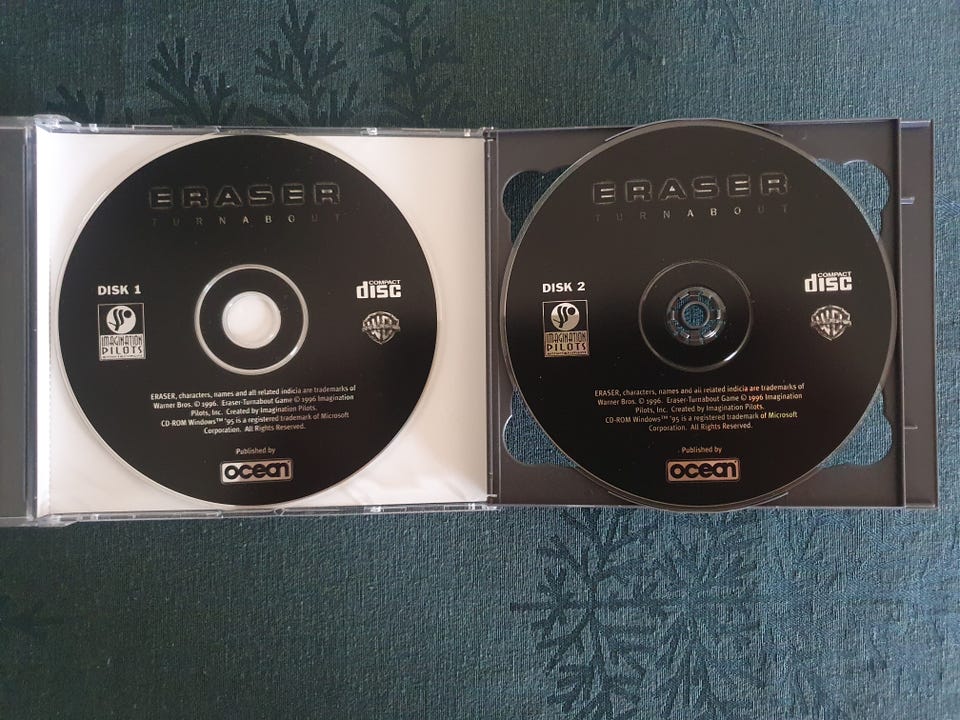 ERASER
TURNABOUT
DISK 1
COMPACT
disc
IMAGINATION
PILOTS
WB
ERASER, characters, names and all related indicia are trademarks of
Warner Bros. © 1996. Eraser-Turnabout Game © 1996 Imagination
Pilots, Inc. Created by Imagination Pilots.
CD-ROM Windows™ '95 is a registered trademark of Microsoft
Corporation. All Rights Reserved.
Published by
ocean
ERASER
TURNABOUT
DISK 2
COMPACT
disc
IMAGINATION
PILOTS
WB
ERASER, characters, names and all related indicia are trademarks of
Warner Bros. © 1996. Eraser-Turnabout Game © 1996 Imagination
Pilots, Inc. Created by Imagination Pilots.
CD-ROM Windows™ '95 is a registered trademark of Microsoft
Corporation. All Rights Reserved.
Published by
ocean